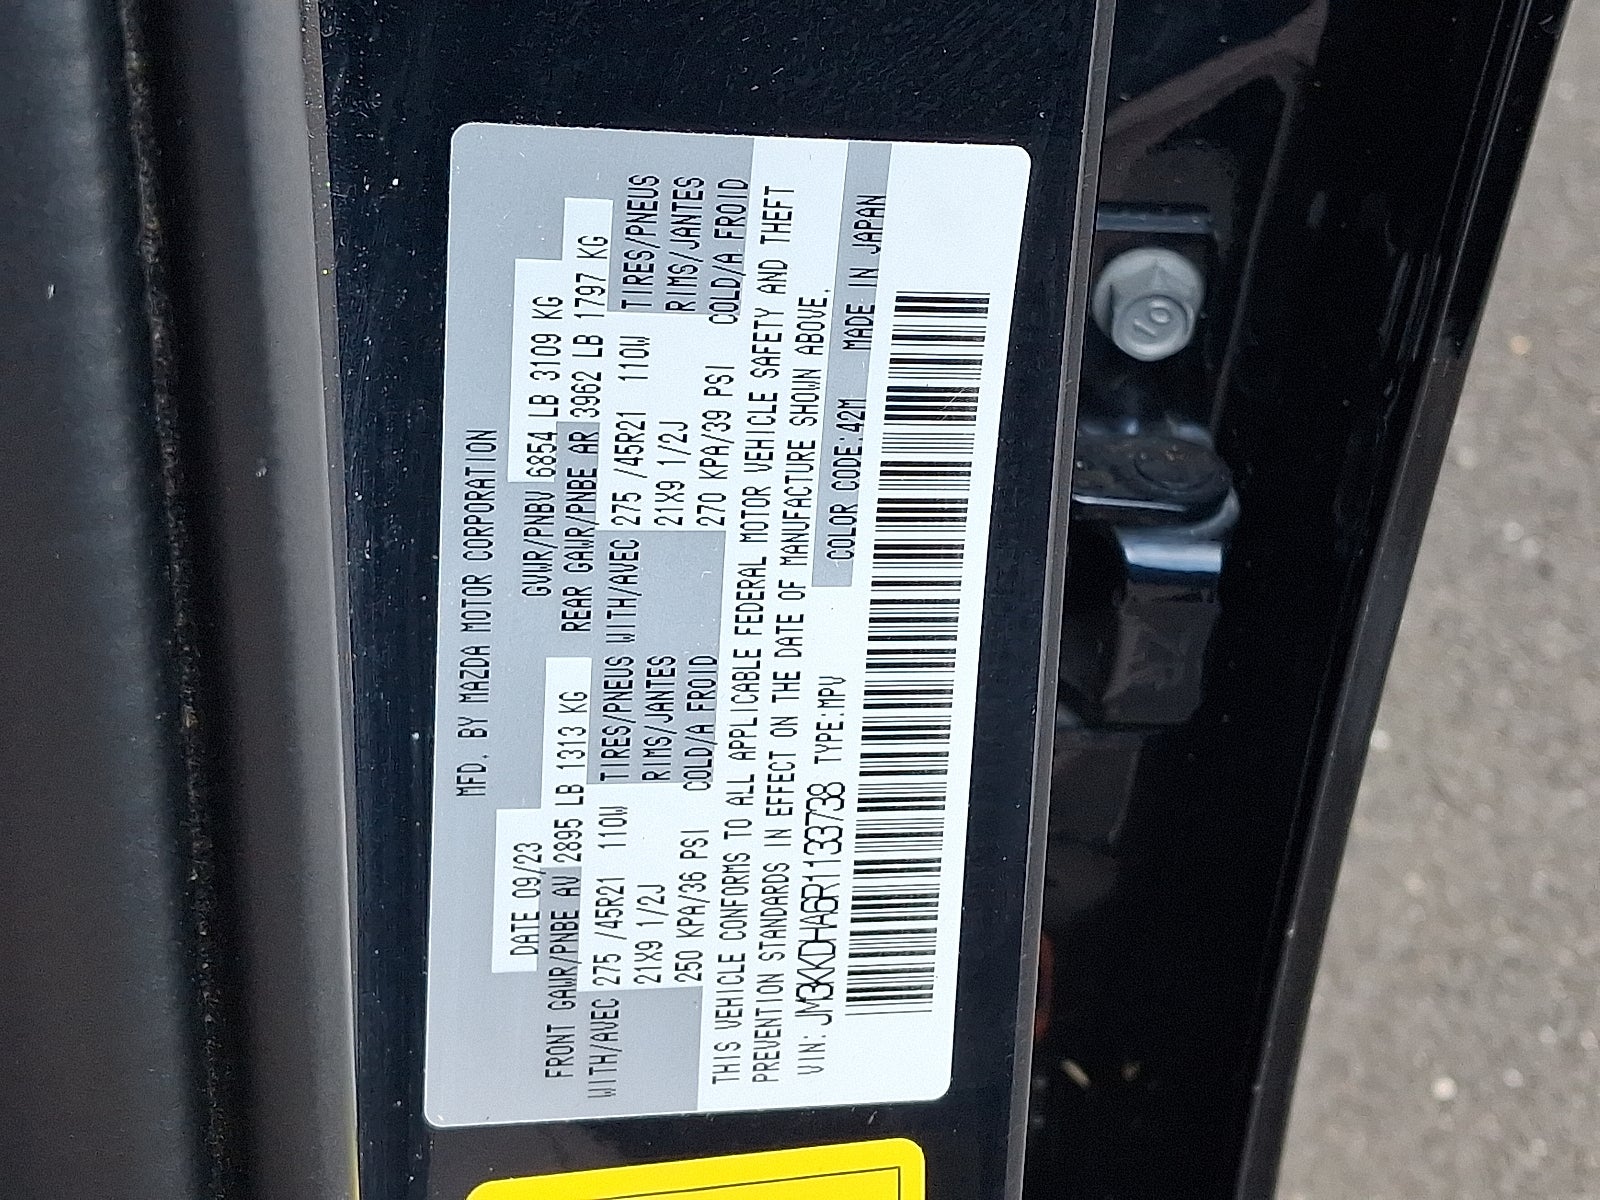 MFD. BY MAZDA MOTOR CORPORATION
DATE 09/23 GVWR/PNBV 6854 LB 3109 KG
FRONT GAWR/PNBE AV 2895 LB 1313 KG REAR GAWR/PNBE AR 3962 LB 1797 KG
WITH/AVEC 275 /45R21 110W TIRES/PNEUS WITH/AVEC 275 /45R21 110W TIRES/PNEUS
21X9 1/2J RIMS/JANTES 21X9 1/2J RIMS/JANTES
250 KPA/36 PSI COLD/A FROID 270 KPA/39 PSI COLD/A FROID
THIS VEHICLE CONFORMS TO ALL APPLICABLE FEDERAL MOTOR VEHICLE SAFETY AND THEFT
PREVENTION STANDARDS IN EFFECT ON THE DATE OF MANUFACTURE SHOWN ABOVE.
VIN: JM3KKDHA6R1133738 TYPE:MPV COLOR CODE:42M MADE IN JAPAN